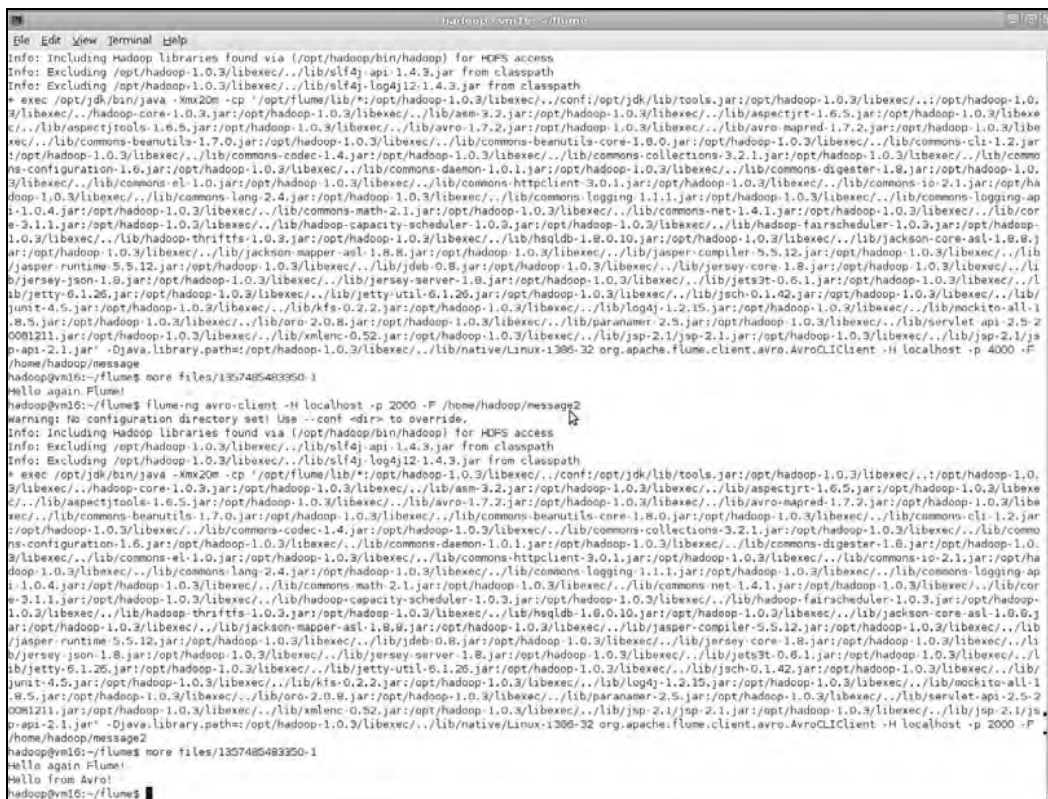 hadoop@vm16: ~/flume
File Edit View Terminal Help
Info: Including Hadoop libraries found via (/opt/hadoop/bin/hadoop) for HDFS access
Info: Excluding /opt/hadoop-1.0.3/libexec/../lib/slf4j-api-1.4.3.jar from classpath
Info: Excluding /opt/hadoop-1.0.3/libexec/../lib/slf4j-log4j12-1.4.3.jar from classpath
+ exec /opt/jdk/bin/java -Xmx20m -cp '/opt/flume/lib/*:/opt/hadoop-1.0.3/libexec/../conf:/opt/jdk/lib/tools.jar:/opt/hadoop-1.0.3/libexec/..:/opt/hadoop-1.0.
3/libexec/../hadoop-core-1.0.3.jar:/opt/hadoop-1.0.3/libexec/../lib/asm-3.2.jar:/opt/hadoop-1.0.3/libexec/../lib/aspectjrt-1.6.5.jar:/opt/hadoop-1.0.3/libexe
c/../lib/aspectjtools-1.6.5.jar:/opt/hadoop-1.0.3/libexec/../lib/avro-1.7.2.jar:/opt/hadoop-1.0.3/libexec/../lib/avro-mapred-1.7.2.jar:/opt/hadoop-1.0.3/libe
xec/../lib/commons-beanutils-1.7.0.jar:/opt/hadoop-1.0.3/libexec/../lib/commons-beanutils-core-1.8.0.jar:/opt/hadoop-1.0.3/libexec/../lib/commons-cli-1.2.jar
:/opt/hadoop-1.0.3/libexec/../lib/commons-codec-1.4.jar:/opt/hadoop-1.0.3/libexec/../lib/commons-collections-3.2.1.jar:/opt/hadoop-1.0.3/libexec/../lib/commo
ns-configuration-1.6.jar:/opt/hadoop-1.0.3/libexec/../lib/commons-daemon-1.0.1.jar:/opt/hadoop-1.0.3/libexec/../lib/commons-digester-1.8.jar:/opt/hadoop-1.0.
3/libexec/../lib/commons-el-1.0.jar:/opt/hadoop-1.0.3/libexec/../lib/commons-httpclient-3.0.1.jar:/opt/hadoop-1.0.3/libexec/../lib/commons-io-2.1.jar:/opt/ha
doop-1.0.3/libexec/../lib/commons-lang-2.4.jar:/opt/hadoop-1.0.3/libexec/../lib/commons-logging-1.1.1.jar:/opt/hadoop-1.0.3/libexec/../lib/commons-logging-ap
i-1.0.4.jar:/opt/hadoop-1.0.3/libexec/../lib/commons-math-2.1.jar:/opt/hadoop-1.0.3/libexec/../lib/commons-net-1.4.1.jar:/opt/hadoop-1.0.3/libexec/../lib/cor
e-3.1.1.jar:/opt/hadoop-1.0.3/libexec/../lib/hadoop-capacity-scheduler-1.0.3.jar:/opt/hadoop-1.0.3/libexec/../lib/hadoop-fairscheduler-1.0.3.jar:/opt/hadoop-
1.0.3/libexec/../lib/hadoop-thriftfs-1.0.3.jar:/opt/hadoop-1.0.3/libexec/../lib/hsqldb-1.8.0.10.jar:/opt/hadoop-1.0.3/libexec/../lib/jackson-core-asl-1.8.8.j
ar:/opt/hadoop-1.0.3/libexec/../lib/jackson-mapper-asl-1.8.8.jar:/opt/hadoop-1.0.3/libexec/../lib/jasper-compiler-5.5.12.jar:/opt/hadoop-1.0.3/libexec/../lib
/jasper-runtime-5.5.12.jar:/opt/hadoop-1.0.3/libexec/../lib/jdeb-0.8.jar:/opt/hadoop-1.0.3/libexec/../lib/jersey-core-1.8.jar:/opt/hadoop-1.0.3/libexec/../li
b/jersey-json-1.8.jar:/opt/hadoop-1.0.3/libexec/../lib/jersey-server-1.8.jar:/opt/hadoop-1.0.3/libexec/../lib/jets3t-0.6.1.jar:/opt/hadoop-1.0.3/libexec/../l
ib/jetty-6.1.26.jar:/opt/hadoop-1.0.3/libexec/../lib/jetty-util-6.1.26.jar:/opt/hadoop-1.0.3/libexec/../lib/jsch-0.1.42.jar:/opt/hadoop-1.0.3/libexec/../lib/
junit-4.5.jar:/opt/hadoop-1.0.3/libexec/../lib/kfs-0.2.2.jar:/opt/hadoop-1.0.3/libexec/../lib/log4j-1.2.15.jar:/opt/hadoop-1.0.3/libexec/../lib/mockito-all-1
.8.5.jar:/opt/hadoop-1.0.3/libexec/../lib/oro-2.0.8.jar:/opt/hadoop-1.0.3/libexec/../lib/paranamer-2.5.jar:/opt/hadoop-1.0.3/libexec/../lib/servlet-api-2.5-2
0081211.jar:/opt/hadoop-1.0.3/libexec/../lib/xmlenc-0.52.jar:/opt/hadoop-1.0.3/libexec/../lib/jsp-2.1/jsp-2.1.jar:/opt/hadoop-1.0.3/libexec/../lib/jsp-2.1/js
p-api-2.1.jar' -Djava.library.path=:/opt/hadoop-1.0.3/libexec/../lib/native/Linux-i386-32 org.apache.flume.client.avro.AvroCLIClient -H localhost -p 4000 -F
/home/hadoop/message
hadoop@vm16:~/flume$ more files/1357485483350-1
Hello again Flume!
hadoop@vm16:~/flume$ flume-ng avro-client -H localhost -p 2000 -F /home/hadoop/message2
Warning: No configuration directory set! Use --conf <dir> to override.
Info: Including Hadoop libraries found via (/opt/hadoop/bin/hadoop) for HDFS access
Info: Excluding /opt/hadoop-1.0.3/libexec/../lib/slf4j-api-1.4.3.jar from classpath
Info: Excluding /opt/hadoop-1.0.3/libexec/../lib/slf4j-log4j12-1.4.3.jar from classpath
+ exec /opt/jdk/bin/java -Xmx20m -cp '/opt/flume/lib/*:/opt/hadoop-1.0.3/libexec/../conf:/opt/jdk/lib/tools.jar:/opt/hadoop-1.0.3/libexec/..:/opt/hadoop-1.0.
3/libexec/../hadoop-core-1.0.3.jar:/opt/hadoop-1.0.3/libexec/../lib/asm-3.2.jar:/opt/hadoop-1.0.3/libexec/../lib/aspectjrt-1.6.5.jar:/opt/hadoop-1.0.3/libexe
c/../lib/aspectjtools-1.6.5.jar:/opt/hadoop-1.0.3/libexec/../lib/avro-1.7.2.jar:/opt/hadoop-1.0.3/libexec/../lib/avro-mapred-1.7.2.jar:/opt/hadoop-1.0.3/libe
xec/../lib/commons-beanutils-1.7.0.jar:/opt/hadoop-1.0.3/libexec/../lib/commons-beanutils-core-1.8.0.jar:/opt/hadoop-1.0.3/libexec/../lib/commons-cli-1.2.jar
:/opt/hadoop-1.0.3/libexec/../lib/commons-codec-1.4.jar:/opt/hadoop-1.0.3/libexec/../lib/commons-collections-3.2.1.jar:/opt/hadoop-1.0.3/libexec/../lib/commo
ns-configuration-1.6.jar:/opt/hadoop-1.0.3/libexec/../lib/commons-daemon-1.0.1.jar:/opt/hadoop-1.0.3/libexec/../lib/commons-digester-1.8.jar:/opt/hadoop-1.0.
3/libexec/../lib/commons-el-1.0.jar:/opt/hadoop-1.0.3/libexec/../lib/commons-httpclient-3.0.1.jar:/opt/hadoop-1.0.3/libexec/../lib/commons-io-2.1.jar:/opt/ha
doop-1.0.3/libexec/../lib/commons-lang-2.4.jar:/opt/hadoop-1.0.3/libexec/../lib/commons-logging-1.1.1.jar:/opt/hadoop-1.0.3/libexec/../lib/commons-logging-ap
i-1.0.4.jar:/opt/hadoop-1.0.3/libexec/../lib/commons-math-2.1.jar:/opt/hadoop-1.0.3/libexec/../lib/commons-net-1.4.1.jar:/opt/hadoop-1.0.3/libexec/../lib/cor
e-3.1.1.jar:/opt/hadoop-1.0.3/libexec/../lib/hadoop-capacity-scheduler-1.0.3.jar:/opt/hadoop-1.0.3/libexec/../lib/hadoop-fairscheduler-1.0.3.jar:/opt/hadoop-
1.0.3/libexec/../lib/hadoop-thriftfs-1.0.3.jar:/opt/hadoop-1.0.3/libexec/../lib/hsqldb-1.8.0.10.jar:/opt/hadoop-1.0.3/libexec/../lib/jackson-core-asl-1.8.8.j
ar:/opt/hadoop-1.0.3/libexec/../lib/jackson-mapper-asl-1.8.8.jar:/opt/hadoop-1.0.3/libexec/../lib/jasper-compiler-5.5.12.jar:/opt/hadoop-1.0.3/libexec/../lib
/jasper-runtime-5.5.12.jar:/opt/hadoop-1.0.3/libexec/../lib/jdeb-0.8.jar:/opt/hadoop-1.0.3/libexec/../lib/jersey-core-1.8.jar:/opt/hadoop-1.0.3/libexec/../li
b/jersey-json-1.8.jar:/opt/hadoop-1.0.3/libexec/../lib/jersey-server-1.8.jar:/opt/hadoop-1.0.3/libexec/../lib/jets3t-0.6.1.jar:/opt/hadoop-1.0.3/libexec/../l
ib/jetty-6.1.26.jar:/opt/hadoop-1.0.3/libexec/../lib/jetty-util-6.1.26.jar:/opt/hadoop-1.0.3/libexec/../lib/jsch-0.1.42.jar:/opt/hadoop-1.0.3/libexec/../lib/
junit-4.5.jar:/opt/hadoop-1.0.3/libexec/../lib/kfs-0.2.2.jar:/opt/hadoop-1.0.3/libexec/../lib/log4j-1.2.15.jar:/opt/hadoop-1.0.3/libexec/../lib/mockito-all-1
.8.5.jar:/opt/hadoop-1.0.3/libexec/../lib/oro-2.0.8.jar:/opt/hadoop-1.0.3/libexec/../lib/paranamer-2.5.jar:/opt/hadoop-1.0.3/libexec/../lib/servlet-api-2.5-2
0081211.jar:/opt/hadoop-1.0.3/libexec/../lib/xmlenc-0.52.jar:/opt/hadoop-1.0.3/libexec/../lib/jsp-2.1/jsp-2.1.jar:/opt/hadoop-1.0.3/libexec/../lib/jsp-2.1/js
p-api-2.1.jar' -Djava.library.path=:/opt/hadoop-1.0.3/libexec/../lib/native/Linux-i386-32 org.apache.flume.client.avro.AvroCLIClient -H localhost -p 2000 -F
/home/hadoop/message2
hadoop@vm16:~/flume$ more files/1357485483350-1
Hello again Flume!
Hello from Avro!
hadoop@vm16:~/flume$